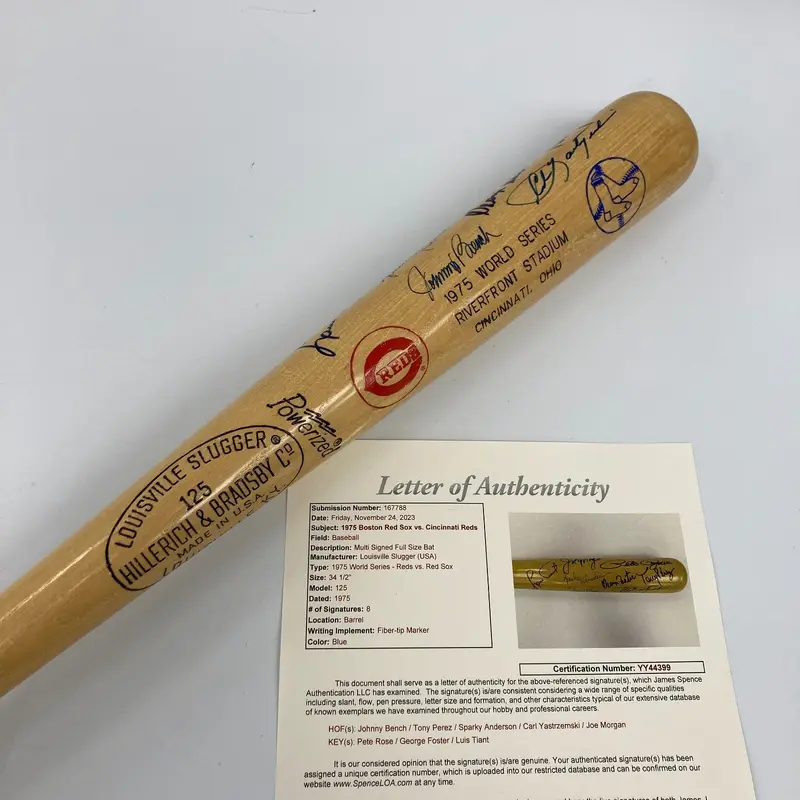 Johnny Bench
1975 WORLD SERIES
RIVERFRONT STADIUM
CINCINNATI, OHIO
REDS
Powerized®
LOUISVILLE SLUGGER®
125
HILLERICH & BRADSBY Cº
MADE IN U.S.A.
Letter of Authenticity
Submission Number: 167788
Date: Friday, November 24, 2023
Subject: 1975 Boston Red Sox vs. Cincinnati Reds
Field: Baseball
Description: Multi Signed Full Size Bat
Manufacturer: Louisville Slugger (USA)
Type: 1975 World Series - Reds vs. Red Sox
Size: 34 1/2"
Model: 125
Dated: 1975
# of Signatures: 8
Location: Barrel
Writing Implement: Fiber-tip Marker
Color: Blue
Certification Number: YY44399
This document shall serve as a letter of authenticity for the above-referenced signature(s), which James Spence
Authentication LLC has examined. The signature(s) is/are consistent considering a wide range of specific qualities
including slant, flow, pen pressure, letter size and formation, and other characteristics typical of our extensive database
of known exemplars we have examined throughout our hobby and professional careers.
HOF(s): Johnny Bench / Tony Perez / Sparky Anderson / Carl Yastrzemski / Joe Morgan
KEY(s): Pete Rose / George Foster / Luis Tiant
It is our considered opinion that the signature(s) is/are genuine. Your authenticated signature(s) has been
assigned a unique certification number, which is uploaded into our restricted database and can be confirmed on our
website www.SpenceLOA.com at any time.